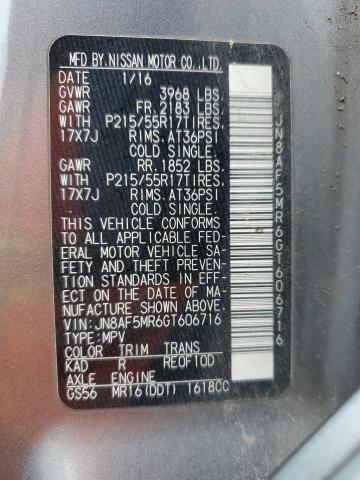 MFD BY NISSAN MOTOR CO.,LTD.
DATE 1/16
GVWR 3968 LBS.
GAWR FR.2183 LBS.
WITH P215/55R17TIRES,
17X7J RIMS.AT36PSI
COLD SINGLE.
GAWR RR.1852 LBS.
WITH P215/55R17TIRES,
17X7J RIMS.AT36PSI
COLD SINGLE.
THIS VEHICLE CONFORMS
TO ALL APPLICABLE FED-
ERAL MOTOR VEHICLE SA-
FETY AND THEFT PREVEN-
TION STANDARDS IN EFF-
ECT ON THE DATE OF MA-
NUFACTURE SHOWN ABOVE.
VIN:JN8AF5MR6GT606716
TYPE:MPV
COLOR TRIM TRANS
KAD R RE0F10D
AXLE ENGINE
GS56 MR16(DDT) 1618CC
JN8AF5MR6GT606716